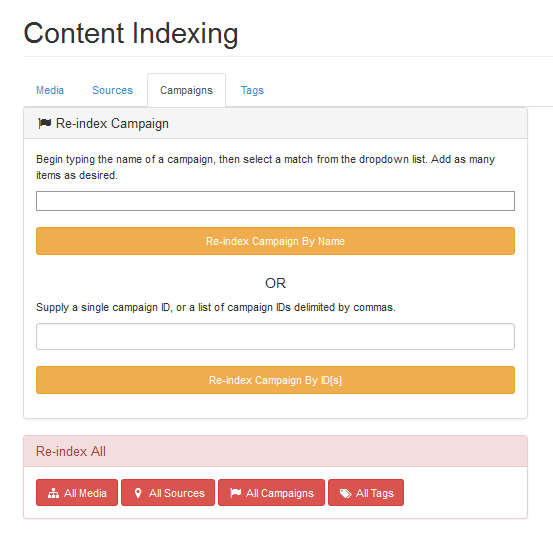 Content Indexing
Media Sources Campaigns Tags
Re-index Campaign
Begin typing the name of a campaign, then select a match from the dropdown list. Add as many
items as desired.
Re-index Campaign By Name
OR
Supply a single campaign ID, or a list of campaign IDs delimited by commas.
Re-index Campaign By ID[s]
Re-index All
All Media All Sources All Campaigns All Tags